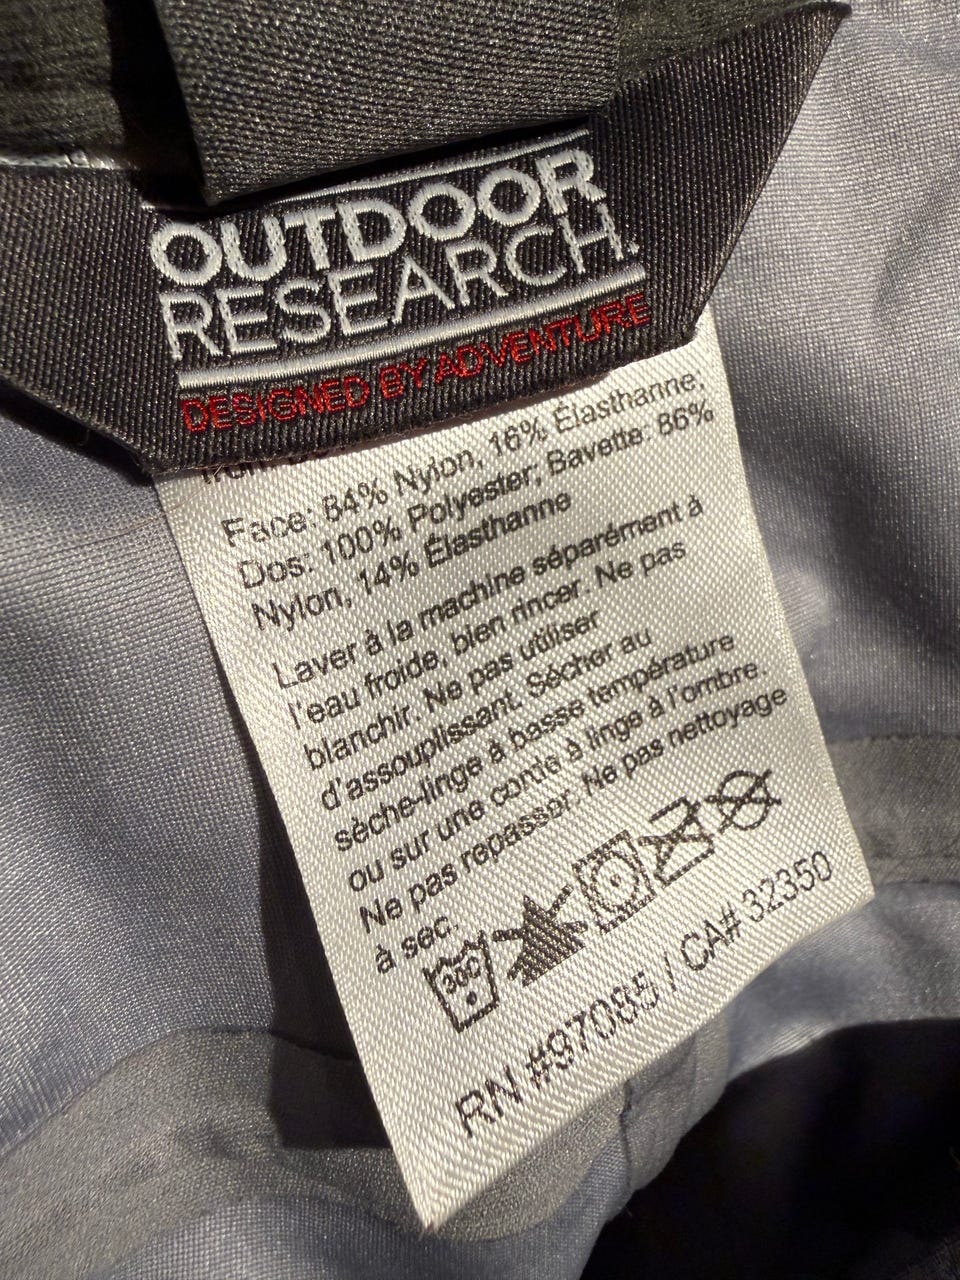 OUTDOOR
RESEARCH.
DESIGNED BY ADVENTURE
Face: 84% Nylon, 16% Élasthanne;
Dos: 100% Polyester; Bavette: 86%
Nylon, 14% Élasthanne
Laver à la machine séparément à
l'eau froide, bien rincer. Ne pas
blanchir. Ne pas utiliser
d'assouplissant. Sécher au
sèche-linge à basse température
ou sur une corde à linge à l'ombre.
Ne pas repasser. Ne pas nettoyage
à sec.
30C
RN #97085 / CA# 32350